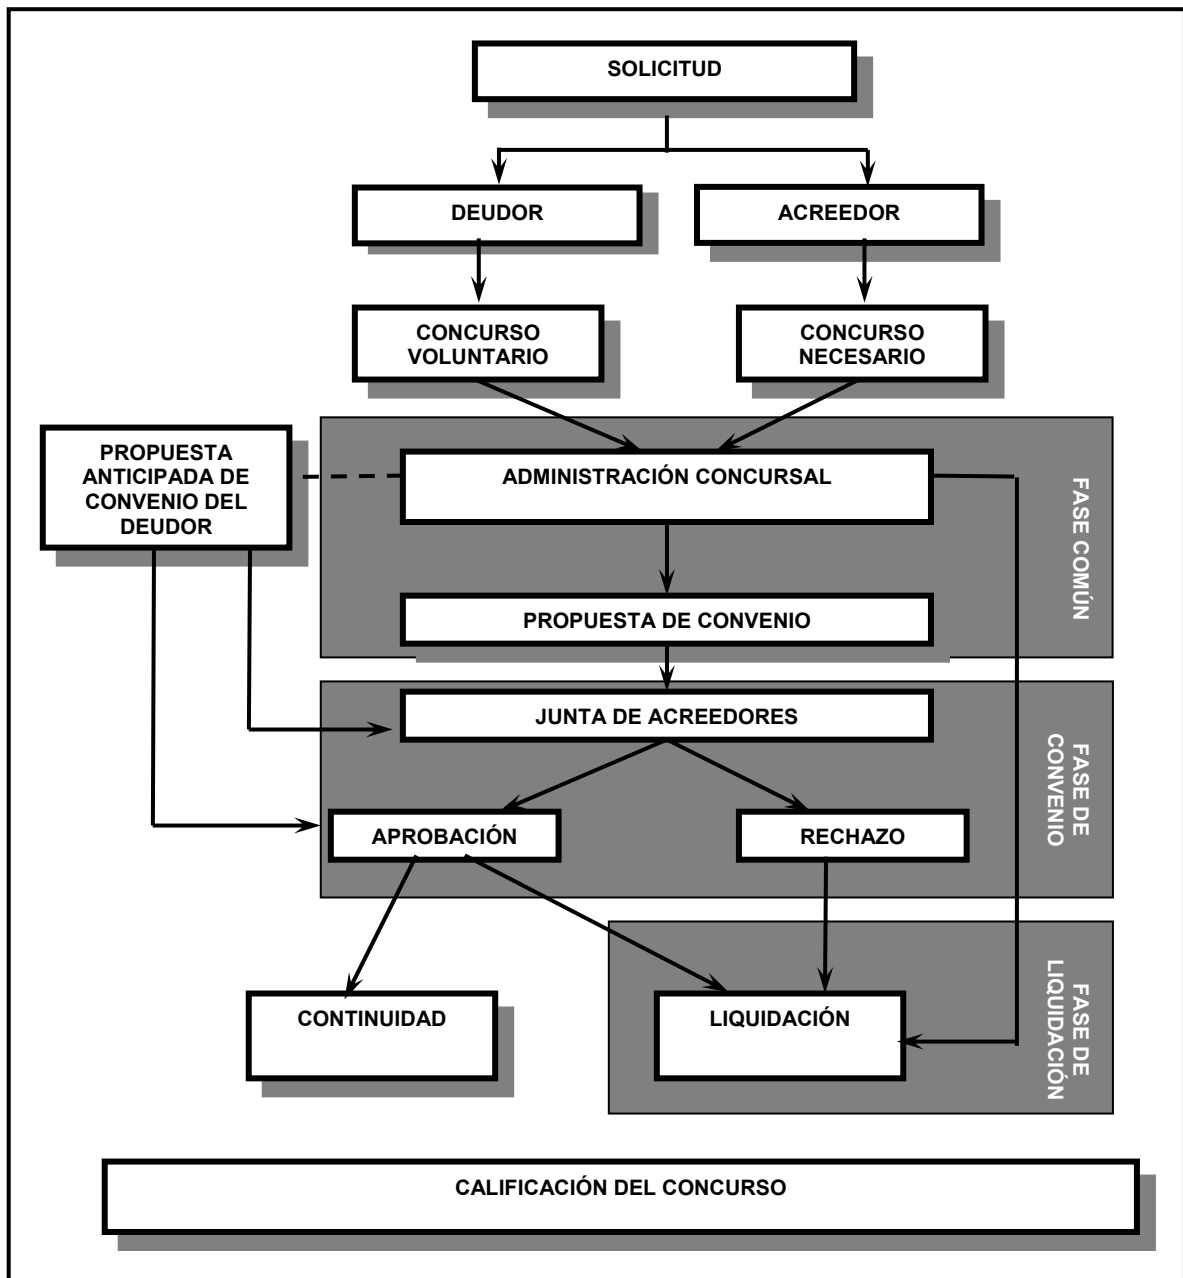 SOLICITUD
DEUDOR
ACREEDOR
CONCURSO
VOLUNTARIO
CONCURSO
NECESARIO
PROPUESTA
ANTICIPADA DE
CONVENIO DEL
DEUDOR
ADMINISTRACIÓN CONCURSAL
FASE COMÚN
PROPUESTA DE CONVENIO
JUNTA DE ACREEDORES
FASE DE
CONVENIO
APROBACIÓN
RECHAZO
CONTINUIDAD
LIQUIDACIÓN
FASE DE
LIQUIDACIÓN
CALIFICACIÓN DEL CONCURSO